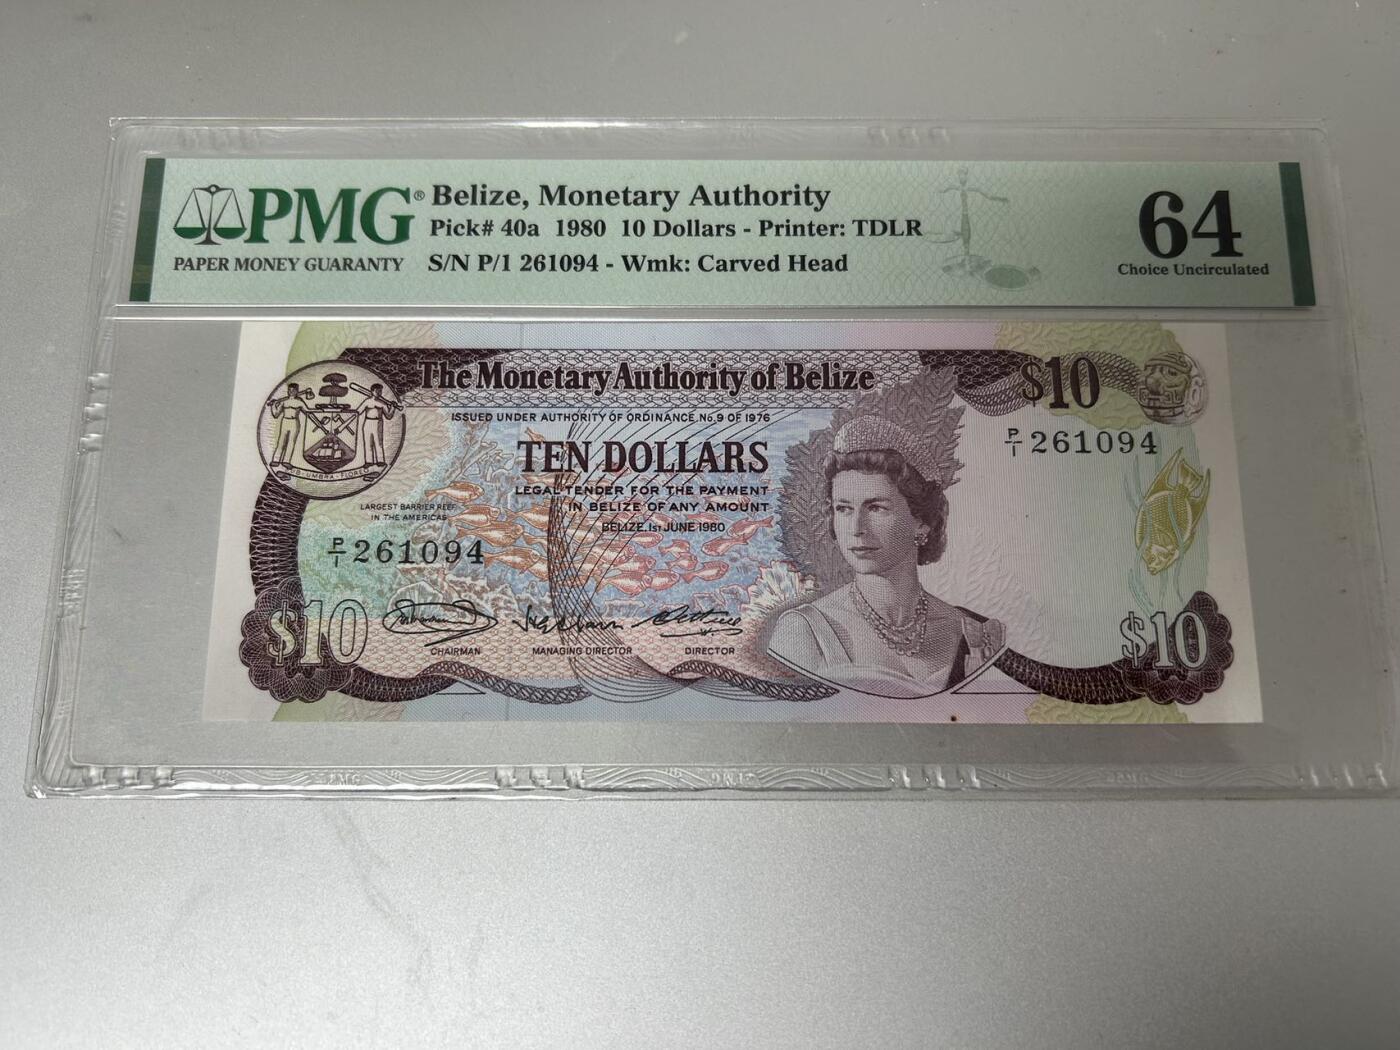 PMG®
PAPER MONEY GUARANTY
Belize, Monetary Authority
Pick# 40a 1980 10 Dollars - Printer: TDLR
S/N P/1 261094 - Wmk: Carved Head
64
Choice Uncirculated
The Monetary Authority of Belize
$10
ISSUED UNDER AUTHORITY OF ORDINANCE. No. 9 OF 1976
P/1 261094
TEN DOLLARS
LEGAL TENDER FOR THE PAYMENT
IN BELIZE OF ANY AMOUNT
BELIZE, 1ST JUNE 1980
SUB·UMBRA·FLOREO
LARGEST BARRIER REEF
IN THE AMERICAS
P/1 261094
$10
CHAIRMAN
MANAGING DIRECTOR
DIRECTOR
$10